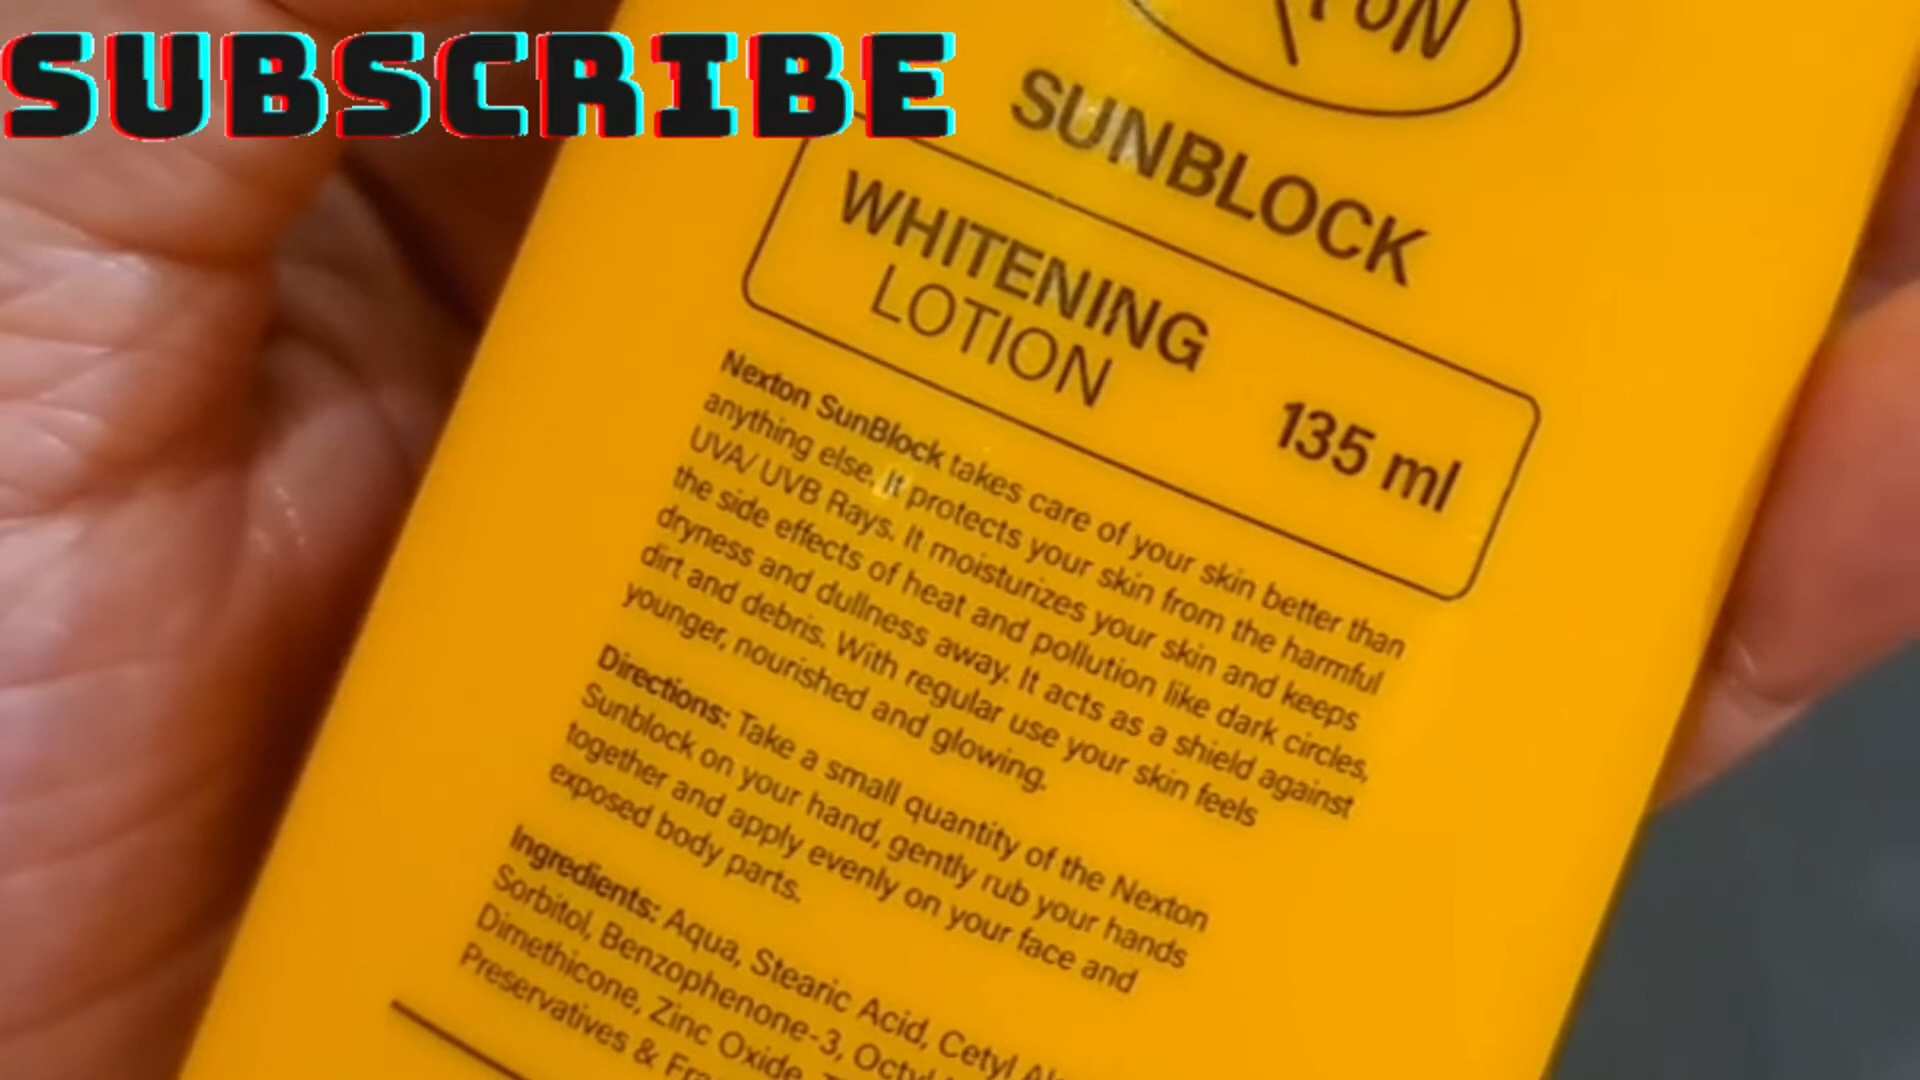 SUBSCRIBE
SUNBLOCK
WHITENING
LOTION
135 ml
Nexton SunBlock takes care of your skin better than
anything else. It protects your skin from the harmful
UVA/ UVB Rays. It moisturizes your skin and keeps
the side effects of heat and pollution like dark circles,
dryness and dullness away. It acts as a shield against
dirt and debris. With regular use your skin feels
younger, nourished and glowing.
Directions: Take a small quantity of the Nexton
Sunblock on your hand, gently rub your hands
together and apply evenly on your face and
exposed body parts.
Ingredients: Aqua, Stearic Acid, Cetyl
Sorbitol, Benzophenone-3,
Dimethicone, Zinc Oxide,
Preservatives &